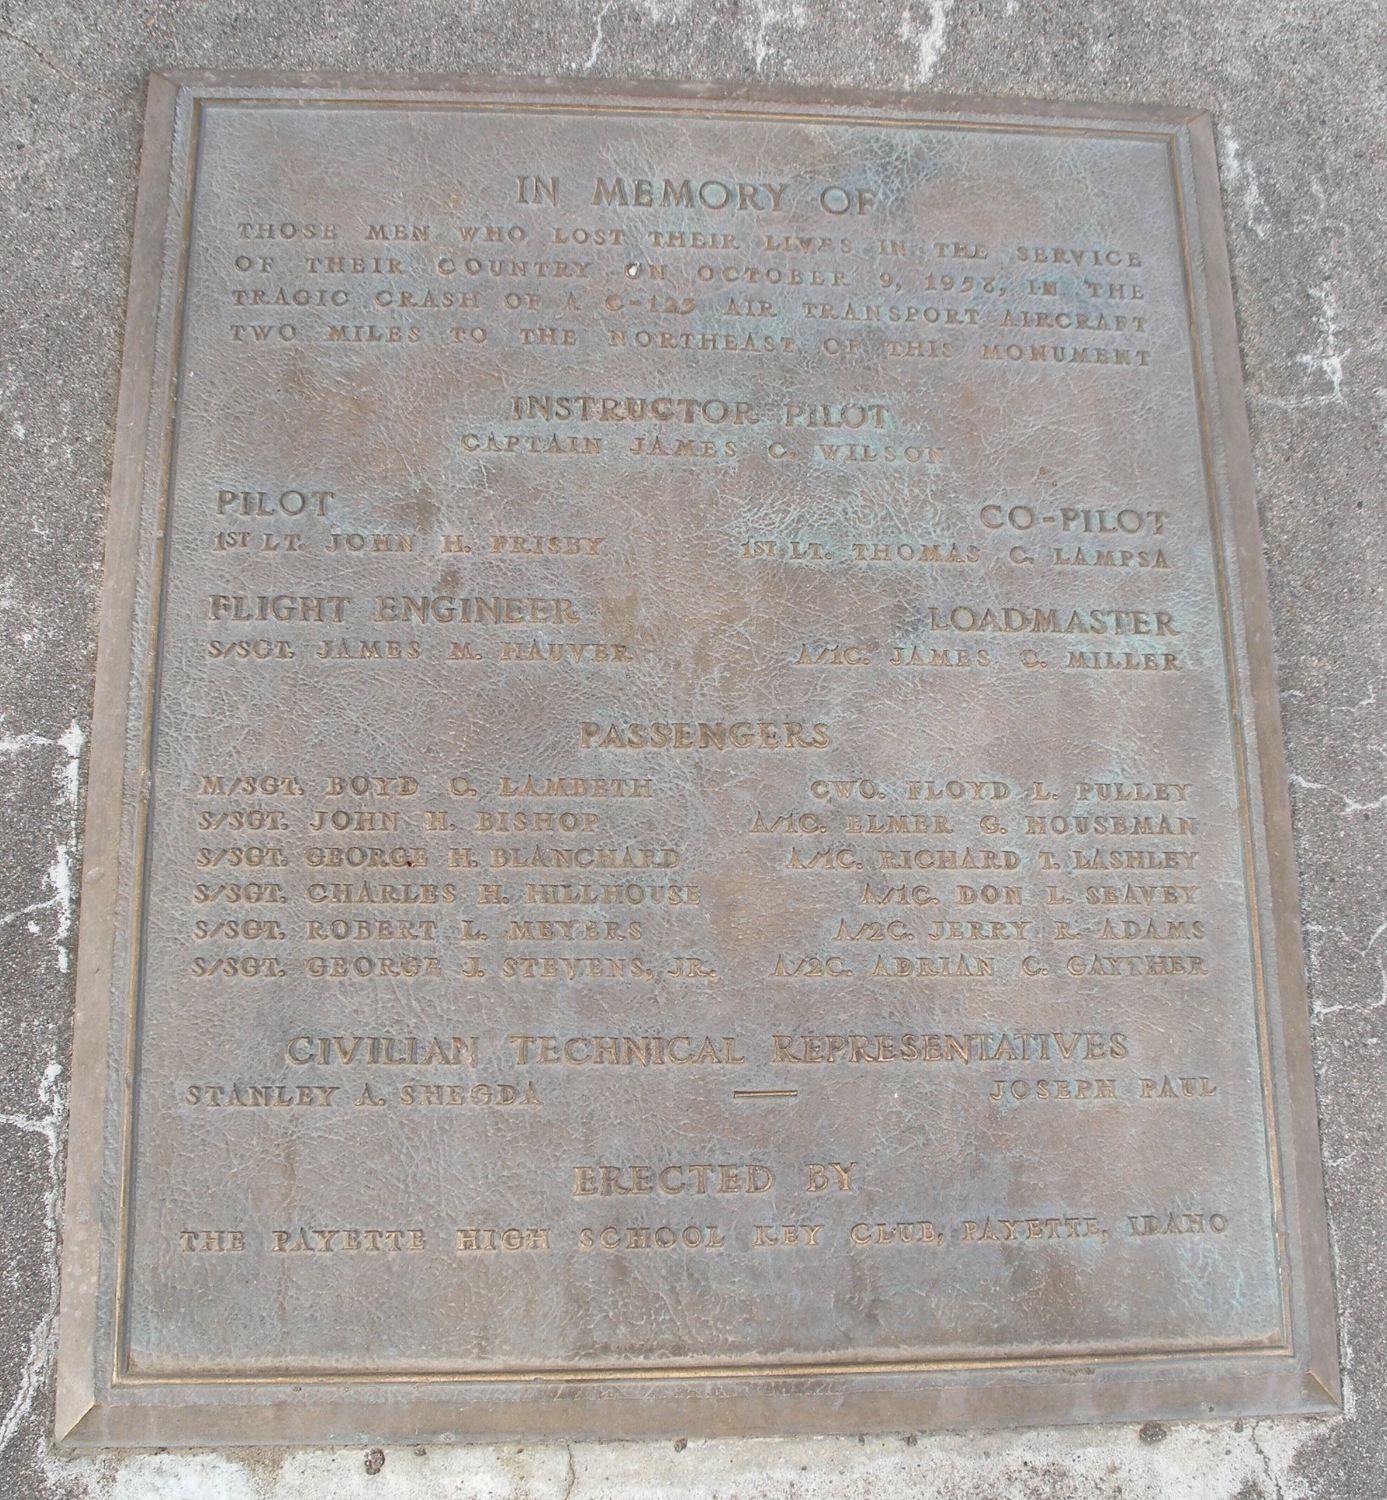 IN MEMORY OF
THOSE MEN WHO LOST THEIR LIVES IN THE SERVICE
OF THEIR COUNTRY ON OCTOBER 9, 1958, IN THE
TRAGIC CRASH OF A C-123 AIR TRANSPORT AIRCRAFT
TWO MILES TO THE NORTHEAST OF THIS MONUMENT
INSTRUCTOR PILOT
CAPTAIN JAMES C. WILSON
PILOT
1ST LT. JOHN H. FRISBY
CO-PILOT
1ST LT. THOMAS C. LAMPSA
FLIGHT ENGINEER
S/SGT. JAMES M. HAUVER
LOADMASTER
A/1C. JAMES C. MILLER
PASSENGERS
M/SGT. BOYD C. LAMBETH
S/SGT. JOHN H. BISHOP
S/SGT. GEORGE H. BLANCHARD
S/SGT. CHARLES H. HILLHOUSE
S/SGT. ROBERT L. MEYERS
S/SGT. GEORGE J. STEVENS, JR.
CWO. FLOYD L. PULLEY
A/1C. ELMER G. HOUSEMAN
A/1C. RICHARD T. LASHLEY
A/1C. DON L. SEAVEY
A/2C. JERRY R. ADAMS
A/2C. ADRIAN C. GAYTHER
CIVILIAN TECHNICAL REPRESENTATIVES
STANLEY A. SHEGDA — JOSEPH PAUL
ERECTED BY
THE PAYETTE HIGH SCHOOL KEY CLUB, PAYETTE, IDAHO